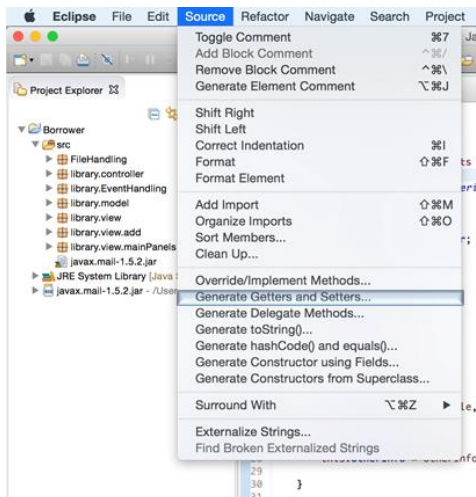 Eclipse File Edit Source Refactor Navigate Search Project
Toggle Comment ⌘7
Add Block Comment ^⌘/
Remove Block Comment ^⌘\
Generate Element Comment ⌥⌘J
Shift Right
Shift Left
Correct Indentation ⌘I
Format ⇧⌘F
Format Element
Add Import ⇧⌘M
Organize Imports ⇧⌘O
Sort Members...
Clean Up...
Override/Implement Methods...
Generate Getters and Setters...
Generate Delegate Methods...
Generate toString()...
Generate hashCode() and equals()...
Generate Constructor using Fields...
Generate Constructors from Superclass...
Surround With ⌥⌘Z
Externalize Strings...
Find Broken Externalized Strings
Project Explorer
Borrower
src
FileHandling
library.controller
library.EventHandling
library.model
library.view
library.view.add
library.view.mainPanels
javax.mail-1.5.2.jar
JRE System Library [Java
javax.mail-1.5.2.jar - /User
29
30 }